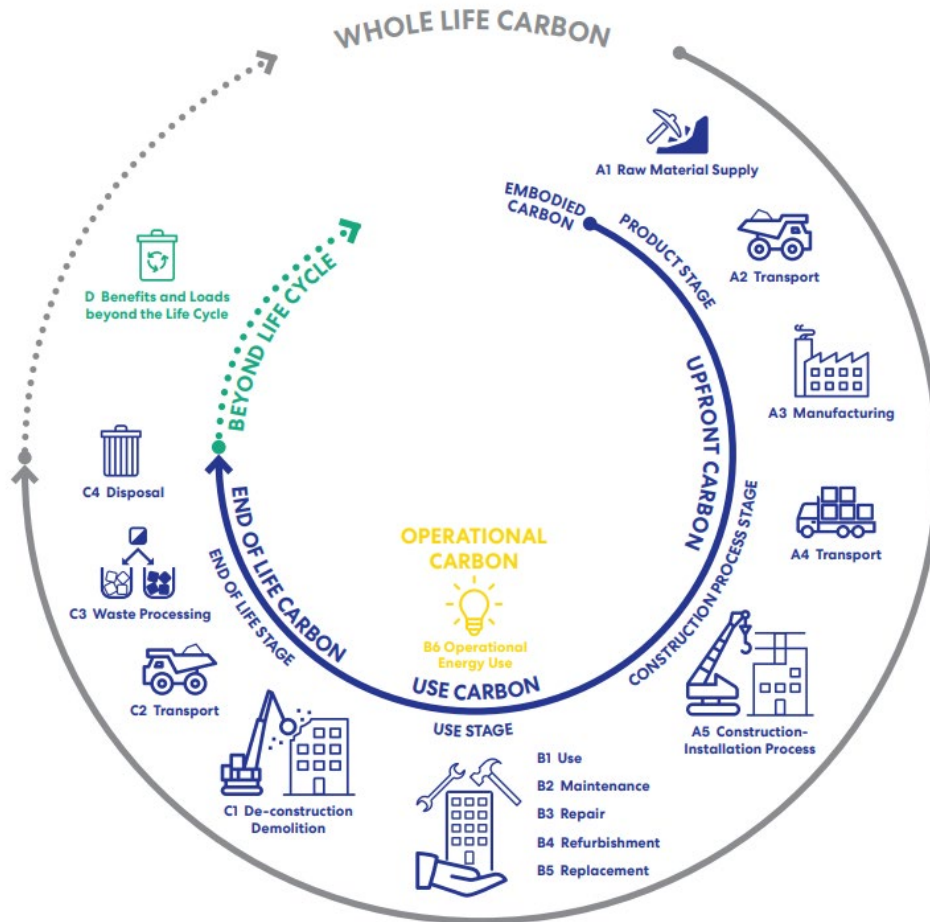 WHOLE LIFE CARBON
A1 Raw Material Supply
EMBODIED
CARBON
PRODUCT STAGE
A2 Transport
D Benefits and Loads
beyond the Life Cycle
BEYOND LIFE CYCLE
UPFRONT CARBON
A3 Manufacturing
C4 Disposal
END OF LIFE CARBON
END OF LIFE STAGE
OPERATIONAL
CARBON
B6 Operational
Energy Use
CONSTRUCTION PROCESS STAGE
A4 Transport
C3 Waste Processing
USE CARBON
USE STAGE
C2 Transport
A5 Construction-
Installation Process
C1 De-construction
Demolition
B1 Use
B2 Maintenance
B3 Repair
B4 Refurbishment
B5 Replacement